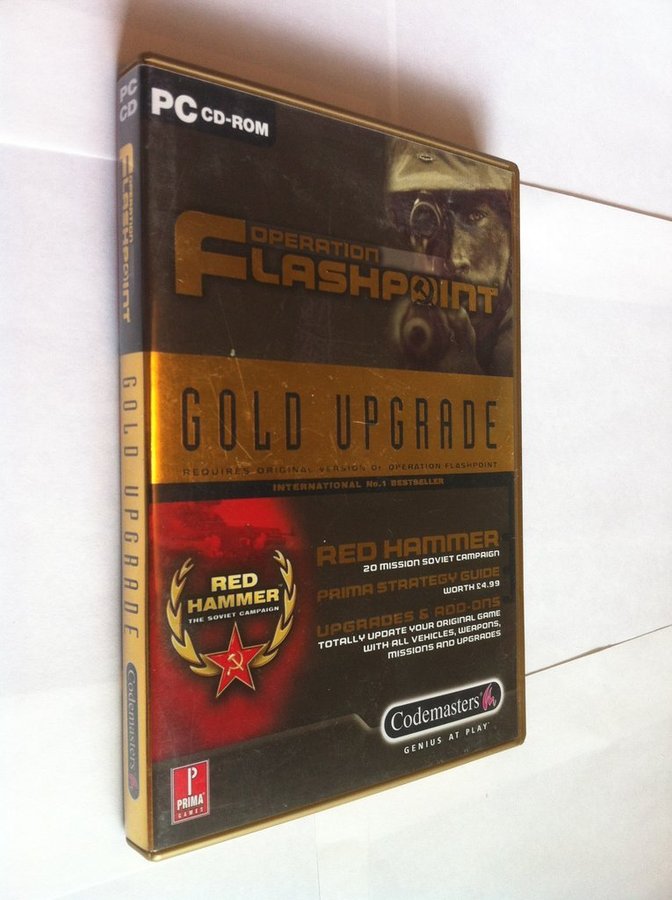 PC
CD
OPERATION
FLASHPOINT
GOLD UPGRADE
Codemasters
PC CD-ROM
OPERATION
FLASHPOINT
GOLD UPGRADE
REQUIRES ORIGINAL VERSION OF OPERATION FLASHPOINT
INTERNATIONAL No.1 BESTSELLER
RED
HAMMER
THE SOVIET CAMPAIGN
RED HAMMER
20 MISSION SOVIET CAMPAIGN
PRIMA STRATEGY GUIDE
WORTH £4.99
UPGRADES & ADD-ONS
TOTALLY UPDATE YOUR ORIGINAL GAME
WITH ALL VEHICLES, WEAPONS,
MISSIONS AND UPGRADES
Codemasters
GENIUS AT PLAY
P
PRIMA
GAMES